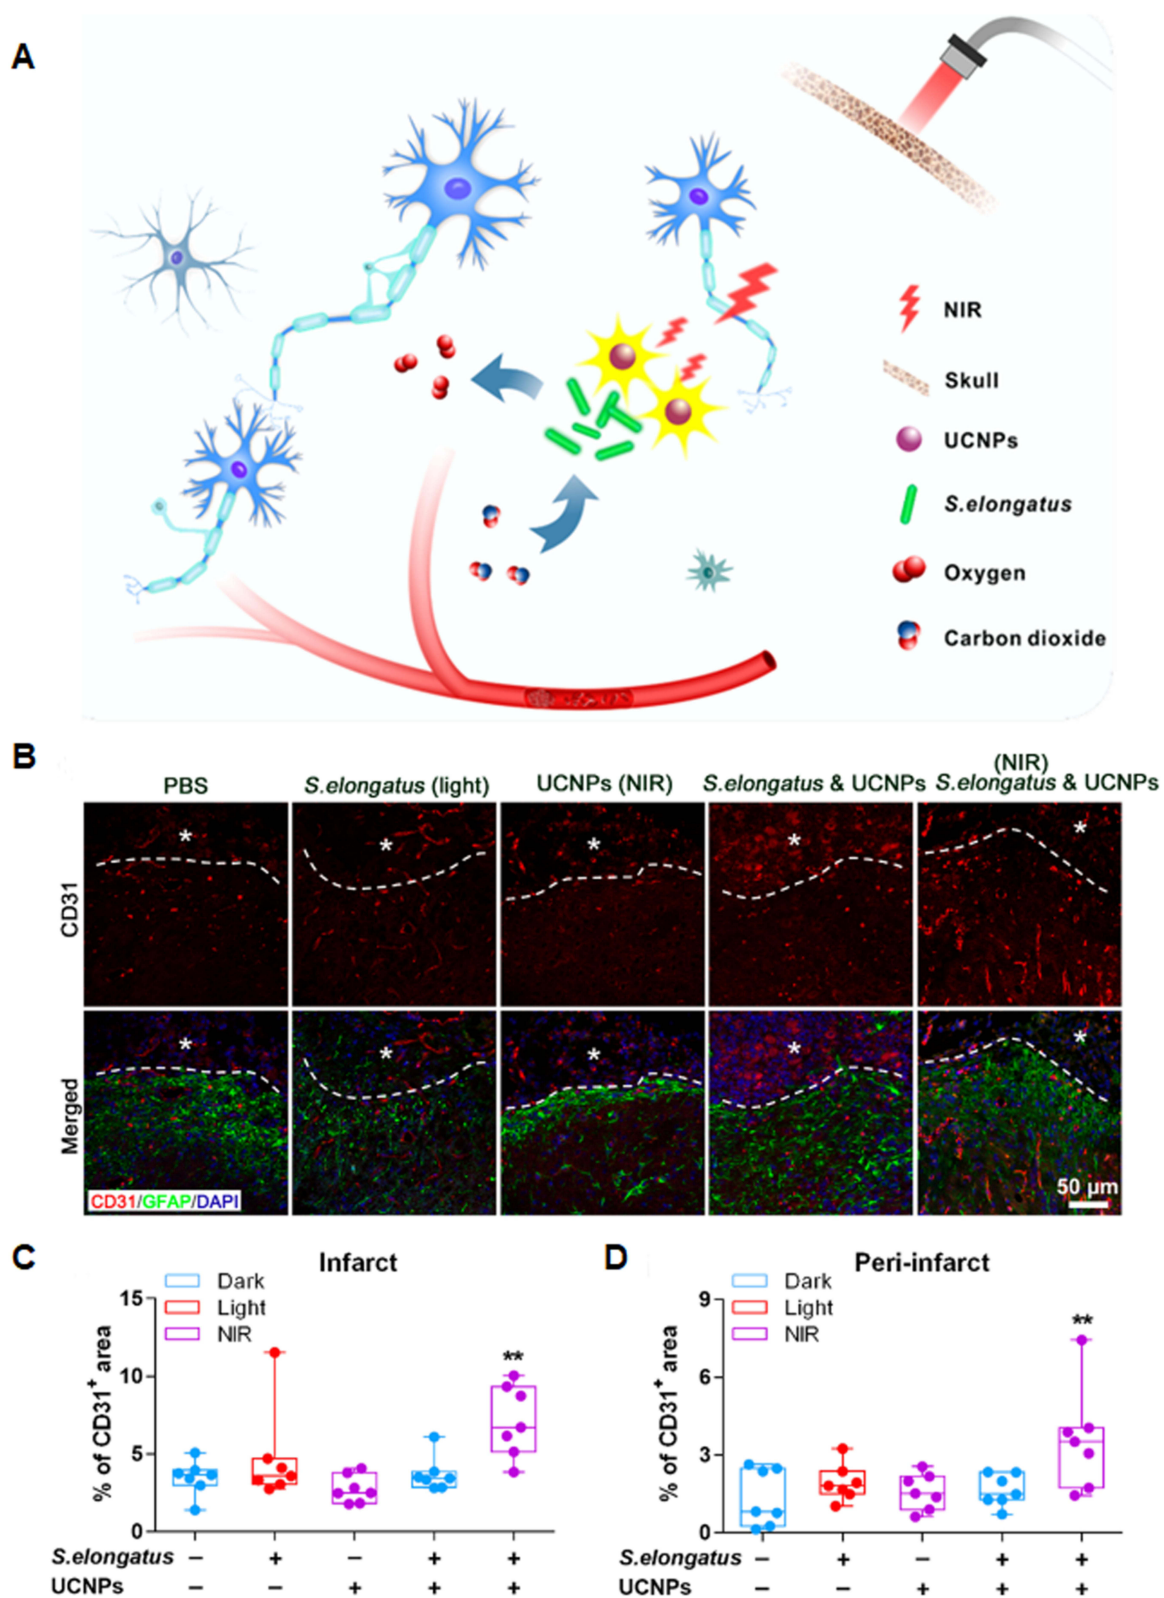 A
NIR
Skull
UCNPs
S.elongatus
Oxygen
Carbon dioxide
B
PBS
S.elongatus (light)
UCNPs (NIR)
S.elongatus & UCNPs
(NIR)
S.elongatus & UCNPs
CD31
*
*
*
*
*
Merged
*
*
*
*
*
CD31/GFAP/DAPI
50 μm
C
Infarct
Dark
Light
NIR
% of CD31+ area
15
10
5
0
**
S.elongatus − + − + +
UCNPs − − + + +
D
Peri-infarct
Dark
Light
NIR
% of CD31+ area
9
6
3
0
**
S.elongatus − + − + +
UCNPs − − + + +